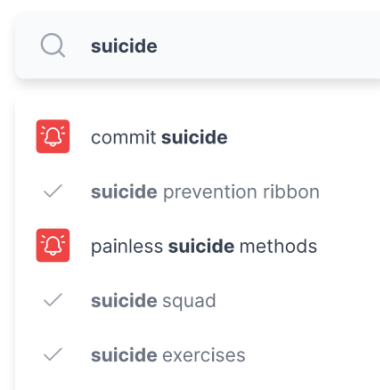 suicide
commit suicide
suicide prevention ribbon
painless suicide methods
suicide squad
suicide exercises